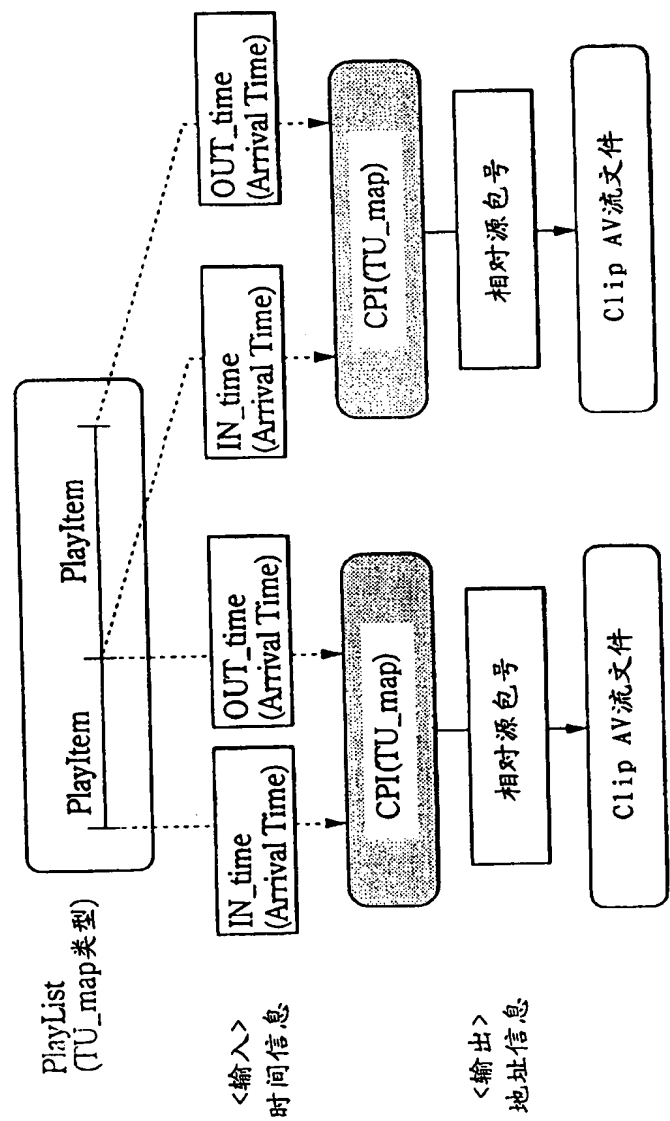 PlayList
(TU_map类型)
PlayItem
PlayItem
<输入>
时间信息
IN_time
(Arrival Time)
OUT_time
(Arrival Time)
IN_time
(Arrival Time)
OUT_time
(Arrival Time)
CPI(TU_map)
CPI(TU_map)
<输出>
地址信息
相对源包号
相对源包号
Clip AV流文件
Clip AV流文件